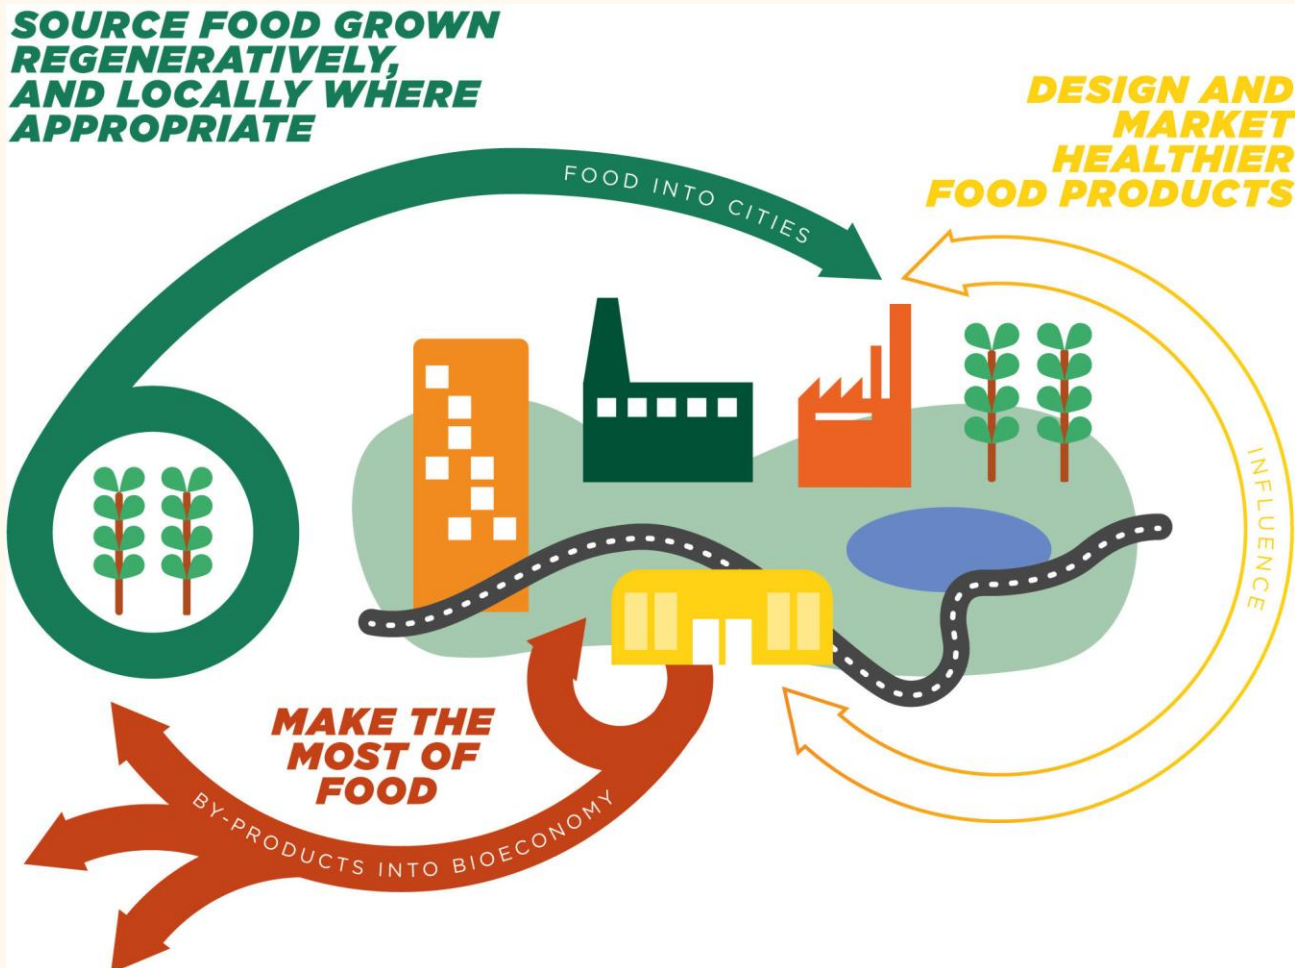 SOURCE FOOD GROWN
REGENERATIVELY,
AND LOCALLY WHERE
APPROPRIATE
DESIGN AND
MARKET
HEALTHIER
FOOD PRODUCTS
FOOD INTO CITIES
INFLUENCE
MAKE THE
MOST OF
FOOD
BY-PRODUCTS INTO BIOECONOMY